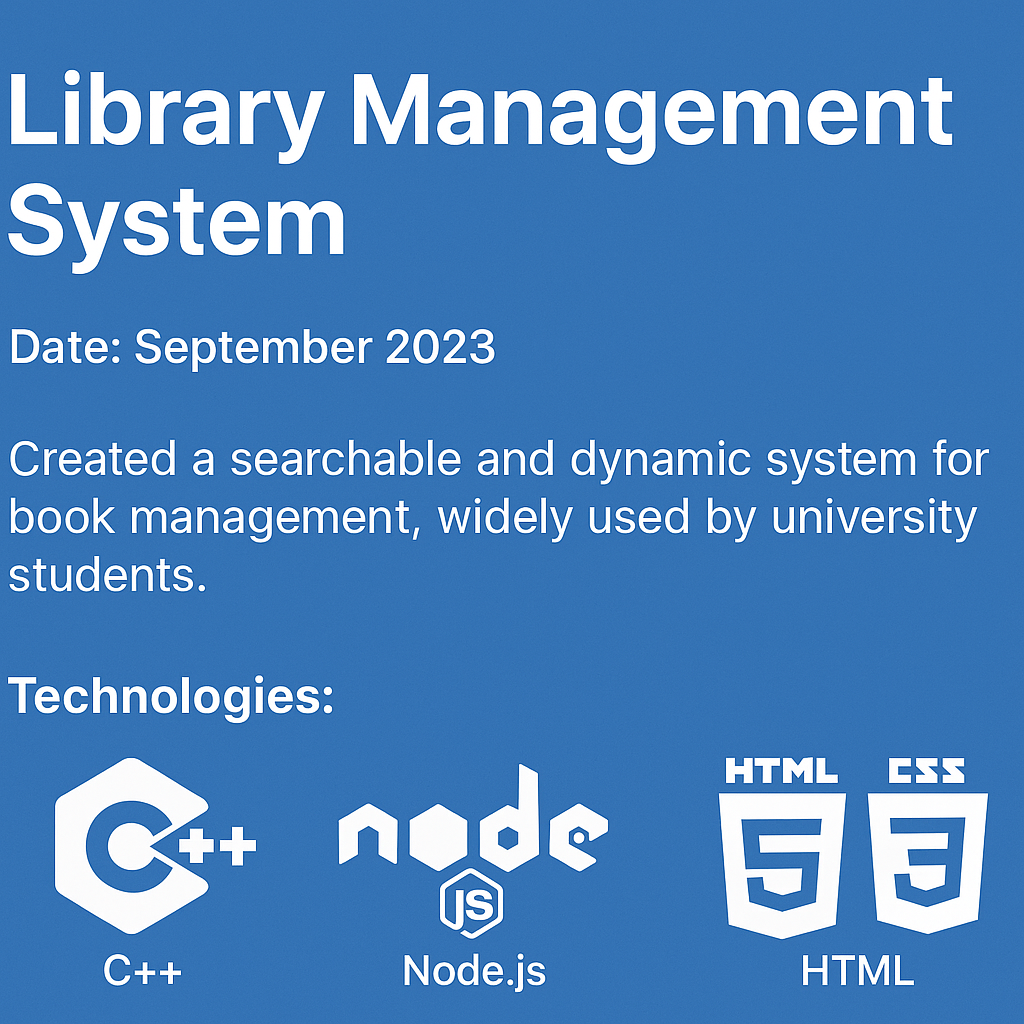 Library Management
System
Date: September 2023
Created a searchable and dynamic system for
book management, widely used by university
students.
Technologies:
HTML CSS
C++
node
JS
5 3
C++ Node.js HTML